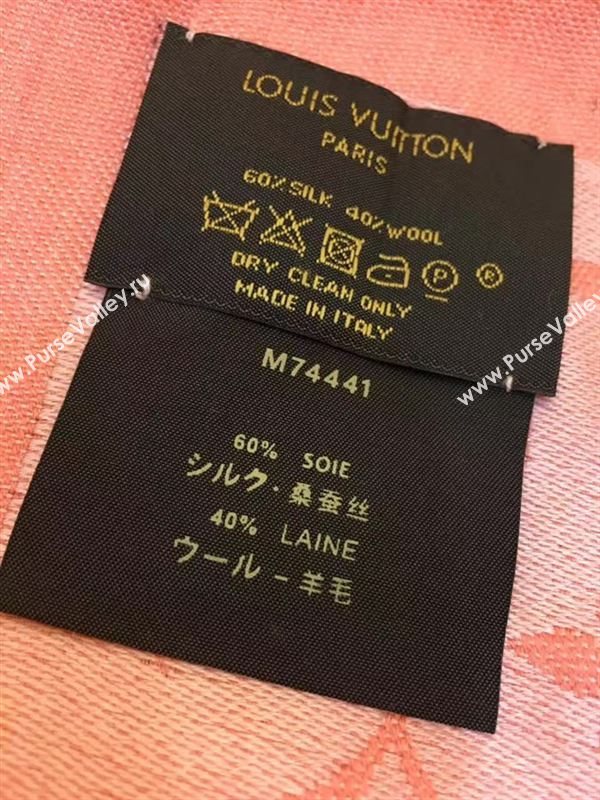 LOUIS VUITTON
PARIS
60% SILK 40% WOOL
P
DRY CLEAN ONLY
MADE IN ITALY
M74441
60% SOIE
シルク·桑蚕丝
40% LAINE
ウール-羊毛
www.PurseValley.ru
www.PurseValley.ru